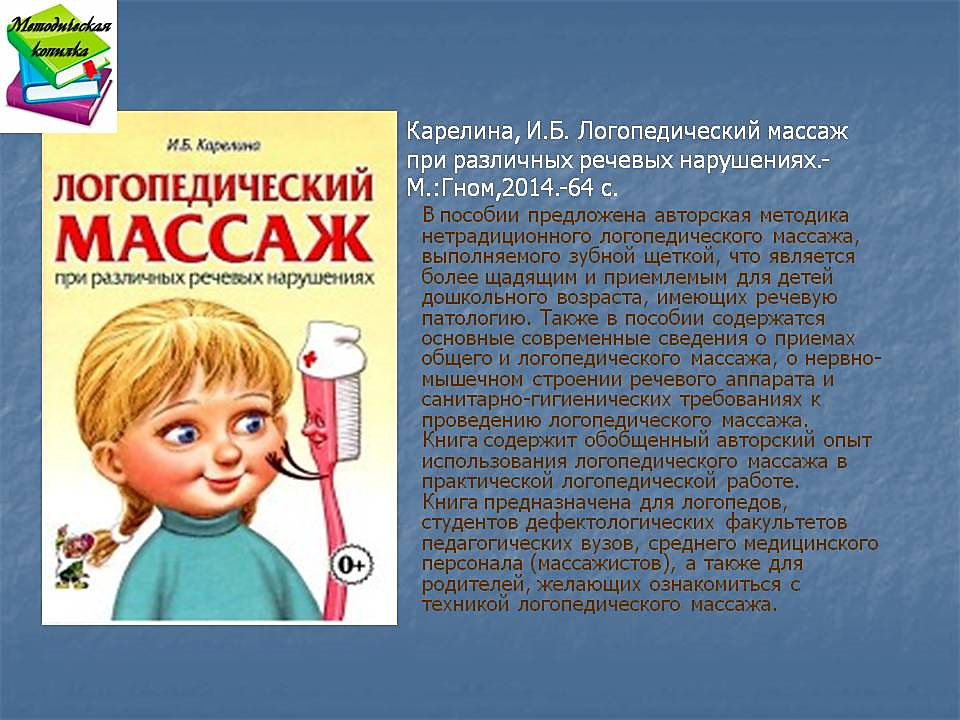 Методическая
копилка
И.Б. Карелина
ЛОГОПЕДИЧЕСКИЙ
МАССАЖ
при различных речевых нарушениях
0+
Карелина, И.Б. Логопедический массаж
при различных речевых нарушениях.-
М.:Гном,2014.-64 с.
В пособии предложена авторская методика
нетрадиционного логопедического массажа,
выполняемого зубной щеткой, что является
более щадящим и приемлемым для детей
дошкольного возраста, имеющих речевую
патологию. Также в пособии содержатся
основные современные сведения о приемах
общего и логопедического массажа, о нервно-
мышечном строении речевого аппарата и
санитарно-гигиенических требованиях к
проведению логопедического массажа.
Книга содержит обобщенный авторский опыт
использования логопедического массажа в
практической логопедической работе.
Книга предназначена для логопедов,
студентов дефектологических факультетов
педагогических вузов, среднего медицинского
персонала (массажистов), а также для
родителей, желающих ознакомиться с
техникой логопедического массажа.